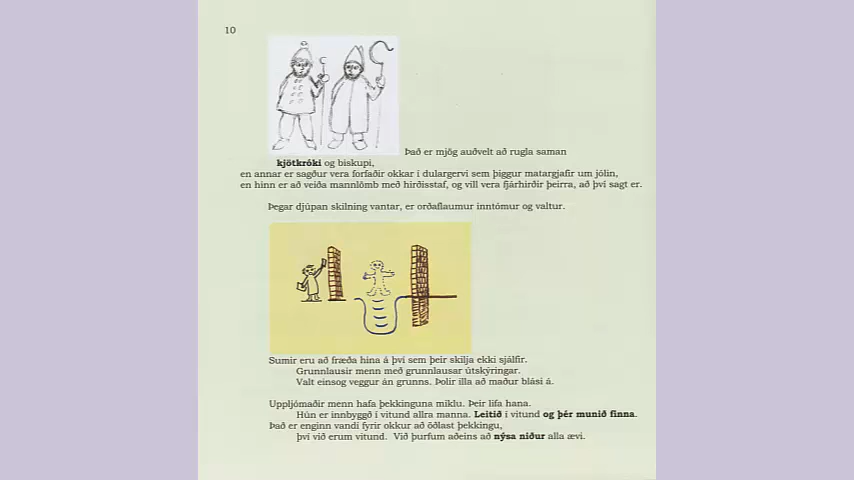 10
Það er mjög auðvelt að rugla saman
kjötkróki og biskupi,
en annar er sagður vera forfaðir okkar í dulargervi sem þiggur matargjafir um jólin,
en hinn er að veiða mannlömb með hirðisstaf, og vill vera fjárhirðir þeirra, að því sagt er.
Þegar djúpan skilning vantar, er orðaflaumur inntómur og valtur.
Sumir eru að fræða hina á því sem þeir skilja ekki sjálfir.
Grunnlausir menn með grunnlausar útskýringar.
Valt einsog veggur án grunns. Þolir illa að maður blási á.
Uppljómaðir menn hafa þekkinguna miklu. Þeir lifa hana.
Hún er innbyggð í vitund allra manna. Leitið í vitund og þér munið finna.
Það er enginn vandi fyrir okkur að öðlast þekkingu,
því við erum vitund. Við þurfum aðeins að nýsa niður alla ævi.